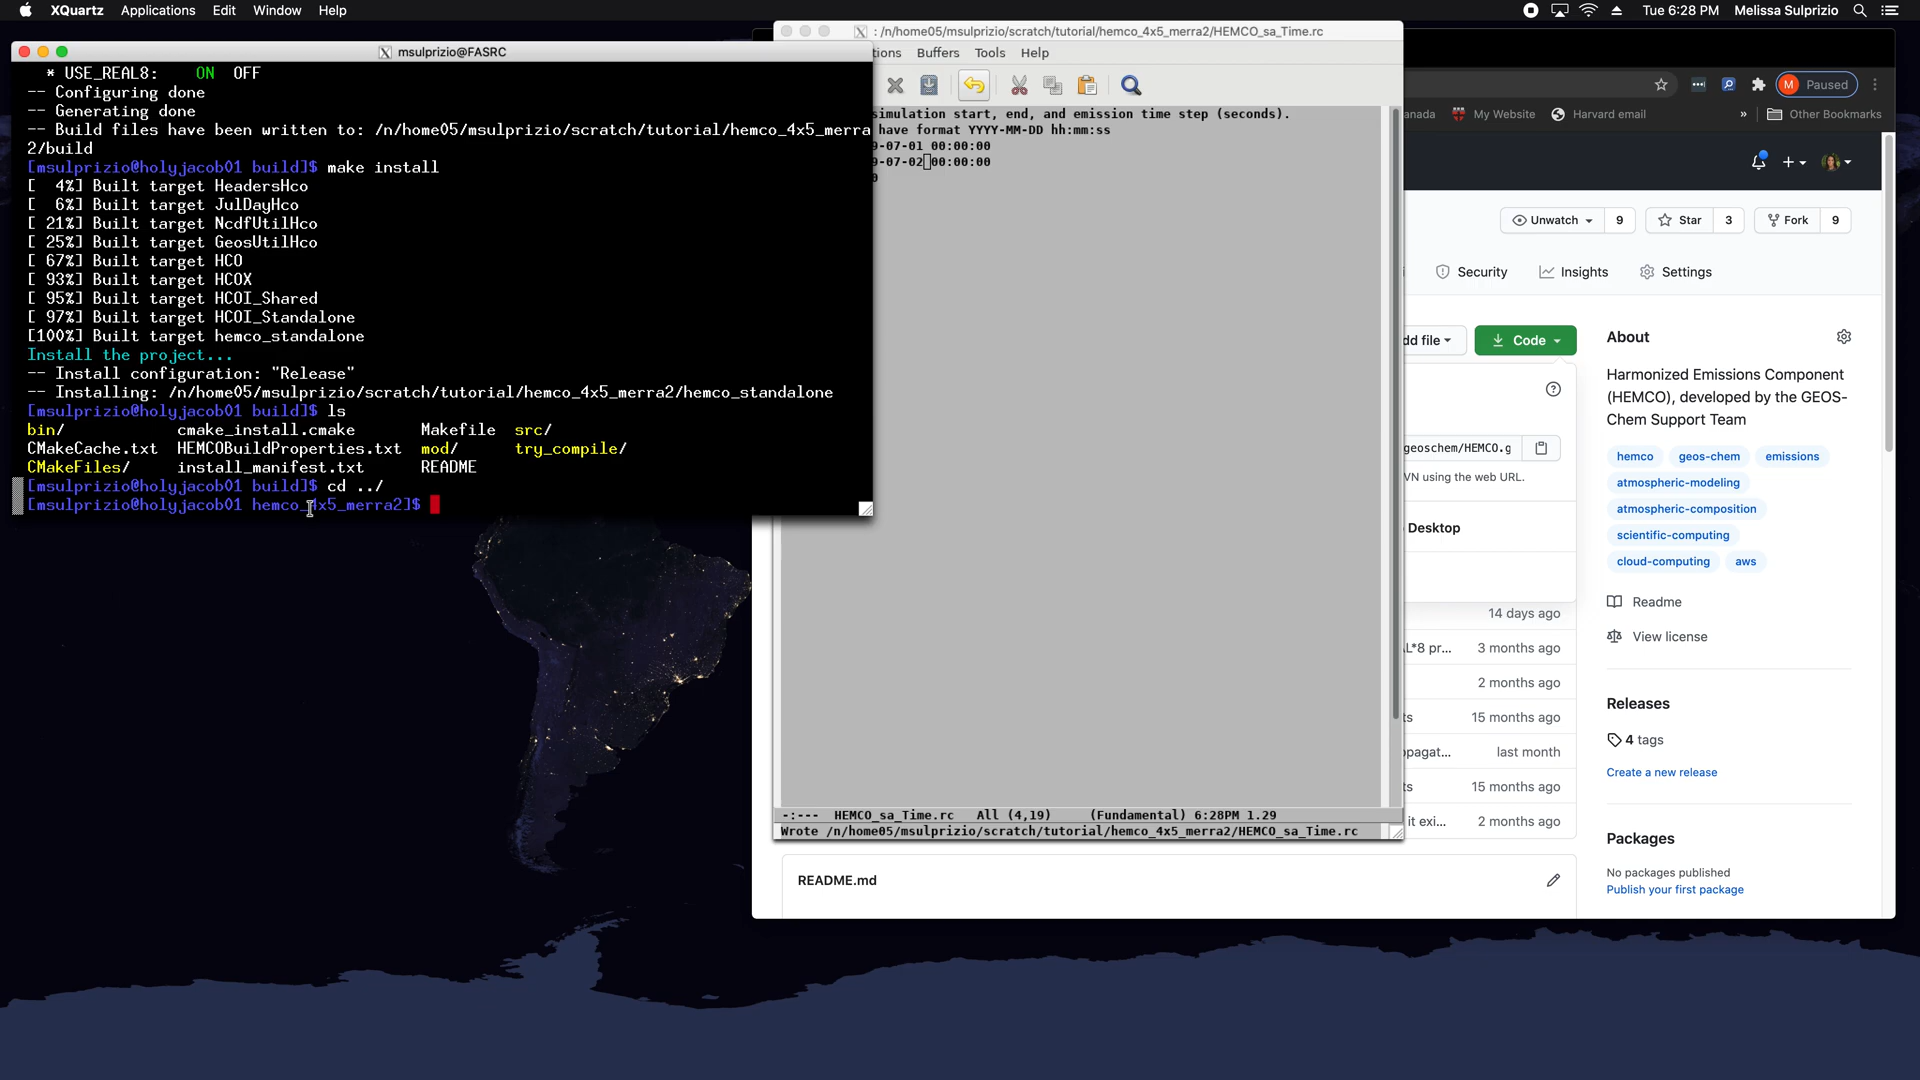 XQuartz Applications Edit Window Help
Tue 6:28 PM Melissa Sulprizio
msulprizio@FASRC
* USE_REAL8: ON OFF
-- Configuring done
-- Generating done
-- Build files have been written to: /n/home05/msulprizio/scratch/tutorial/hemco_4x5_merra
2/build
[msulprizio@holyjacob01 build]$ make install
[ 4%] Built target HeadersHco
[ 6%] Built target JulDayHco
[ 21%] Built target NcdfUtilHco
[ 25%] Built target GeosUtilHco
[ 67%] Built target HCO
[ 93%] Built target HCOX
[ 95%] Built target HCOI_Shared
[ 97%] Built target HCOI_Standalone
[100%] Built target hemco_standalone
Install the project...
-- Install configuration: "Release"
-- Installing: /n/home05/msulprizio/scratch/tutorial/hemco_4x5_merra2/hemco_standalone
[msulprizio@holyjacob01 build]$ ls
bin/ cmake_install.cmake Makefile src/
CMakeCache.txt HEMCOBuildProperties.txt mod/ try_compile/
CMakeFiles/ install_manifest.txt README
[msulprizio@holyjacob01 build]$ cd ../
[msulprizio@holyjacob01 hemco_4x5_merra2]$
: /n/home05/msulprizio/scratch/tutorial/hemco_4x5_merra2/HEMCO_sa_Time.rc
tions Buffers Tools Help
simulation start, end, and emission time step (seconds).
have format YYYY-MM-DD hh:mm:ss
9-07-01 00:00:00
9-07-02 00:00:00
0
-:--- HEMCO_sa_Time.rc All (4,19) (Fundamental) 6:28PM 1.29
Wrote /n/home05/msulprizio/scratch/tutorial/hemco_4x5_merra2/HEMCO_sa_Time.rc
M Paused
anada My Website Harvard email » Other Bookmarks
Unwatch 9 Star 3 Fork 9
Security Insights Settings
dd file Code
geoschem/HEMCO.g
VN using the web URL.
Desktop
14 days ago
L*8 pr... 3 months ago
2 months ago
ts 15 months ago
opagat... last month
ts 15 months ago
it exi... 2 months ago
README.md
About
Harmonized Emissions Component
(HEMCO), developed by the GEOS-
Chem Support Team
hemco geos-chem emissions
atmospheric-modeling
atmospheric-composition
scientific-computing
cloud-computing aws
Readme
View license
Releases
4 tags
Create a new release
Packages
No packages published
Publish your first package